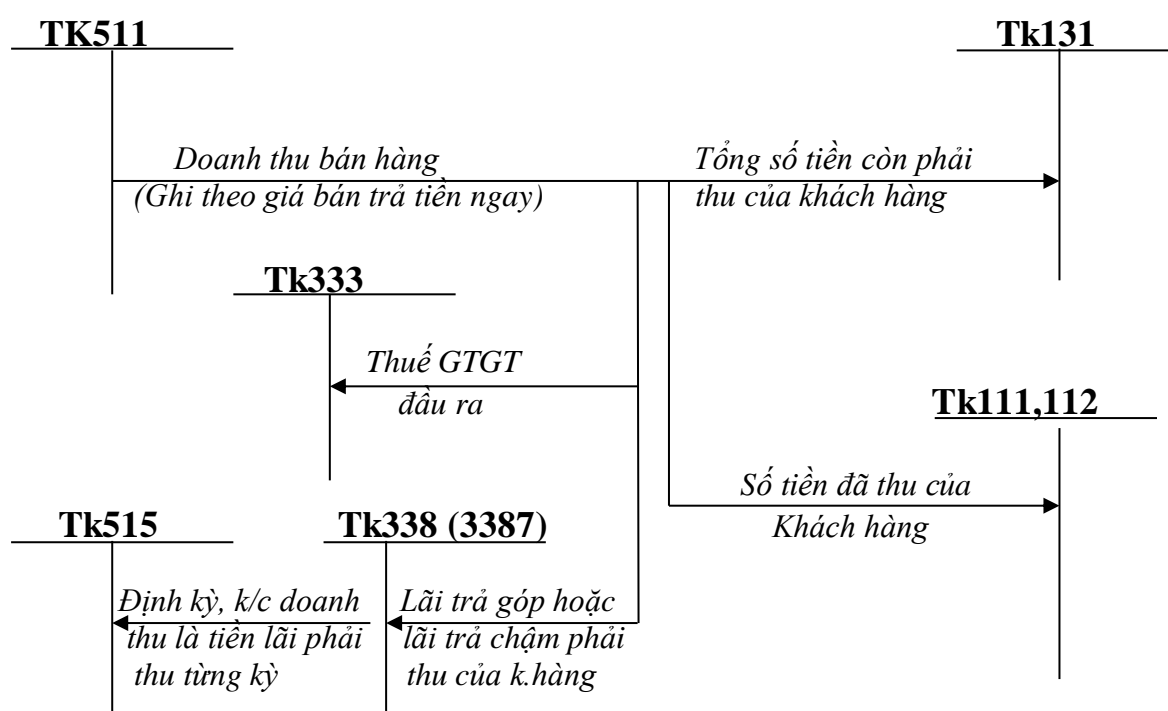 TK511
Tk131
Doanh thu bán hàng
(Ghi theo giá bán trả tiền ngay)
Tổng số tiền còn phải
thu của khách hàng
Tk333
Thuế GTGT
đầu ra
Tk111,112
Số tiền đã thu của
Khách hàng
Tk515
Tk338 (3387)
Định kỳ, k/c doanh
thu là tiền lãi phải
thu từng kỳ
Lãi trả góp hoặc
lãi trả chậm phải
thu của k.hàng